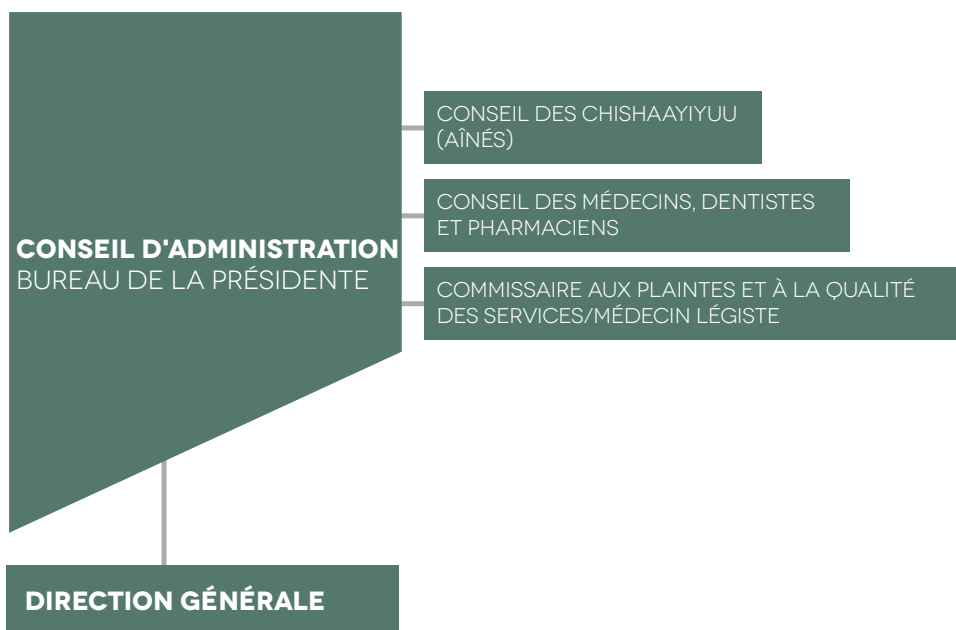 CONSEIL D'ADMINISTRATION
BUREAU DE LA PRÉSIDENTE
CONSEIL DES CHISHAAYIYUU
(AÎNÉS)
CONSEIL DES MÉDECINS, DENTISTES
ET PHARMACIENS
COMMISSAIRE AUX PLAINTES ET À LA QUALITÉ
DES SERVICES/MÉDECIN LÉGISTE
DIRECTION GÉNÉRALE